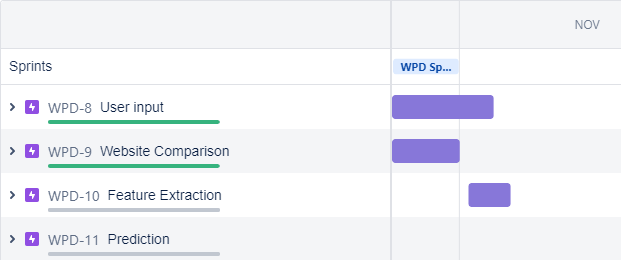 NOV
Sprints WPD Sp...
WPD-8 User input
WPD-9 Website Comparison
WPD-10 Feature Extraction
WPD-11 Prediction